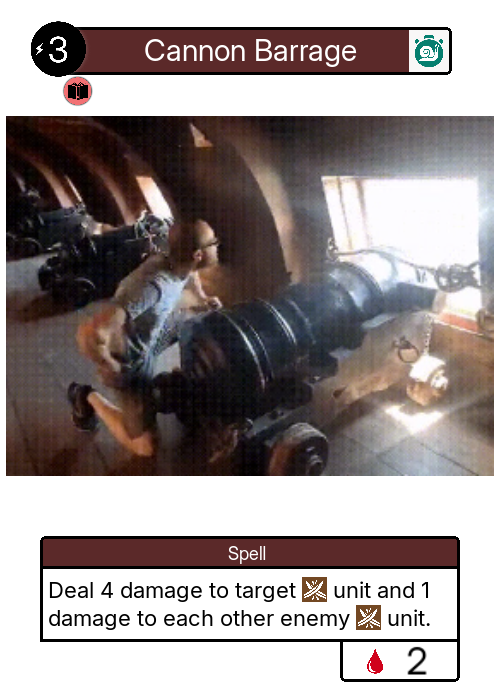 3 Cannon Barrage
Spell
Deal 4 damage to target unit and 1
damage to each other enemy unit.
2